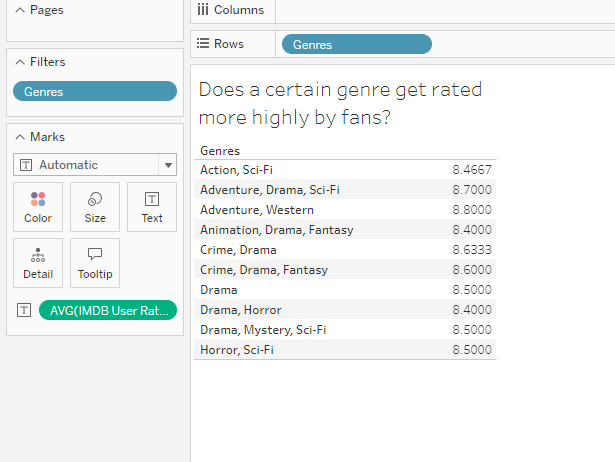 Pages
Columns
Rows
Genres
Filters
Genres
Marks
Automatic
Color
Size
Text
Detail
Tooltip
AVG(IMDB User Rat...
Does a certain genre get rated
more highly by fans?
Genres
Action, Sci-Fi 8.4667
Adventure, Drama, Sci-Fi 8.7000
Adventure, Western 8.8000
Animation, Drama, Fantasy 8.4000
Crime, Drama 8.6333
Crime, Drama, Fantasy 8.6000
Drama 8.5000
Drama, Horror 8.4000
Drama, Mystery, Sci-Fi 8.5000
Horror, Sci-Fi 8.5000